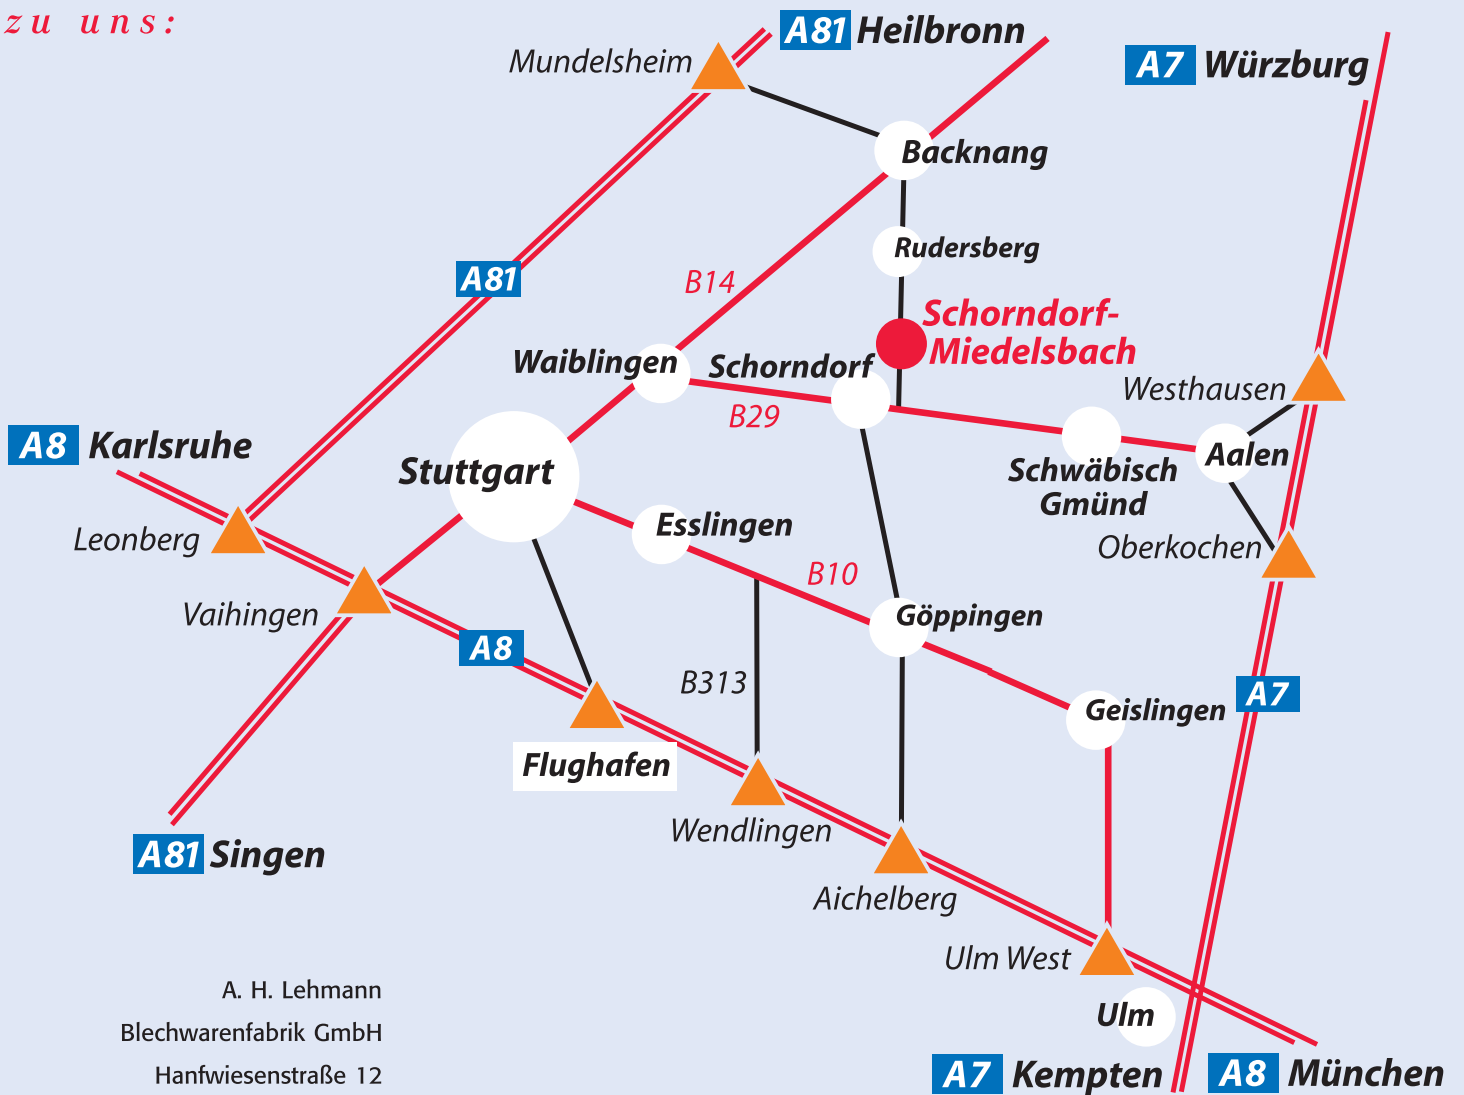 zu uns:
A81 Heilbronn
Mundelsheim
A7 Würzburg
Backnang
Rudersberg
A81
B14
Schorndorf-
Miedelsbach
Waiblingen
Schorndorf
Westhausen
B29
A8 Karlsruhe
Stuttgart
Aalen
Schwäbisch
Gmünd
Leonberg
Esslingen
Oberkochen
B10
Vaihingen
Göppingen
A8
B313
A7
Geislingen
Flughafen
Wendlingen
A81 Singen
Aichelberg
Ulm West
A. H. Lehmann
Ulm
Blechwarenfabrik GmbH
Hanfwiesenstraße 12
A7 Kempten
A8 München